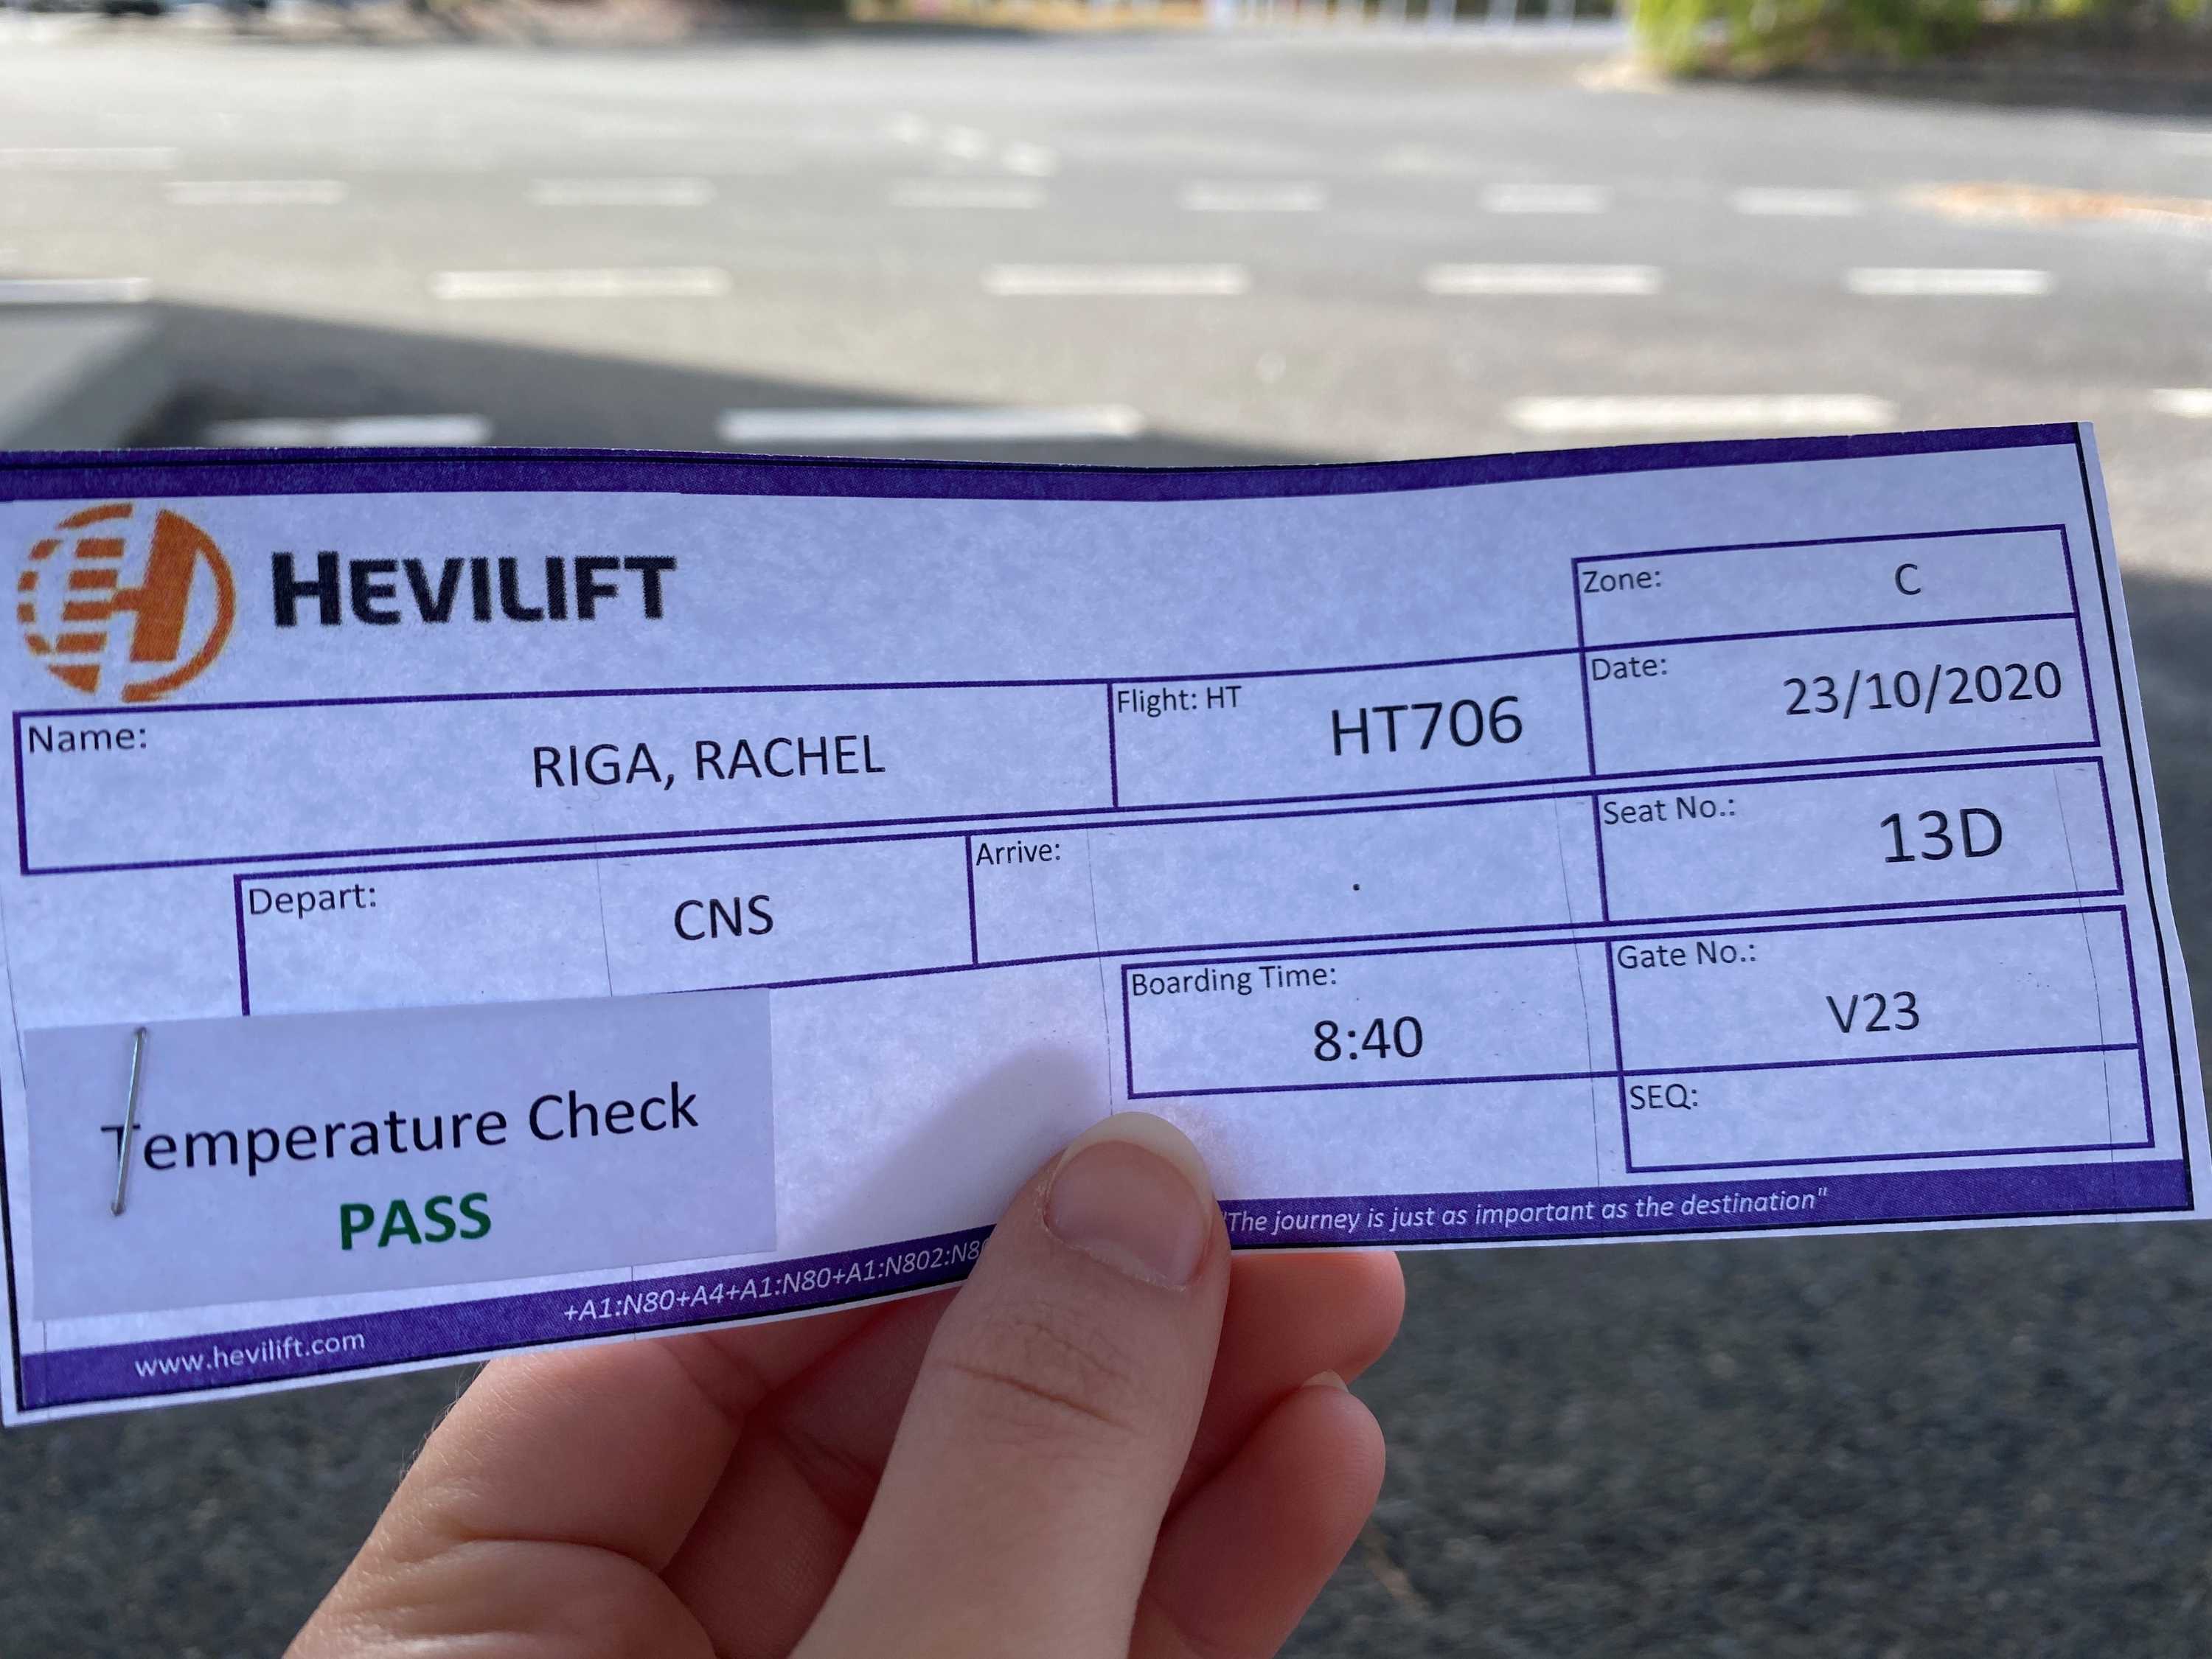 HEVILIFT
Zone: C
Name: RIGA, RACHEL
Flight: HT HT706
Date: 23/10/2020
Depart: CNS
Arrive: .
Seat No.: 13D
Boarding Time: 8:40
Gate No.: V23
SEQ:
Temperature Check
PASS
www.hevilift.com
+A1:N80+A4+A1:N80+A1:N802:N8
"The journey is just as important as the destination"